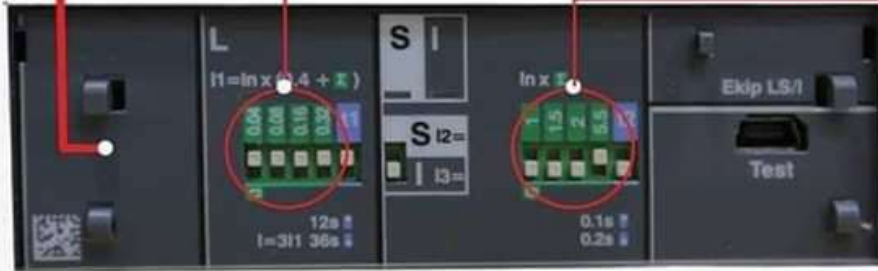 L
I1=In x (0.4 + Σ )
0.04
0.08
0.16
0.32
t1
12s
I=3I1 36s
S I
S I2=
I I3=
In x Σ
1
1.5
2
5.5
t2
0.1s
0.2s
Ekip LS/I
Test